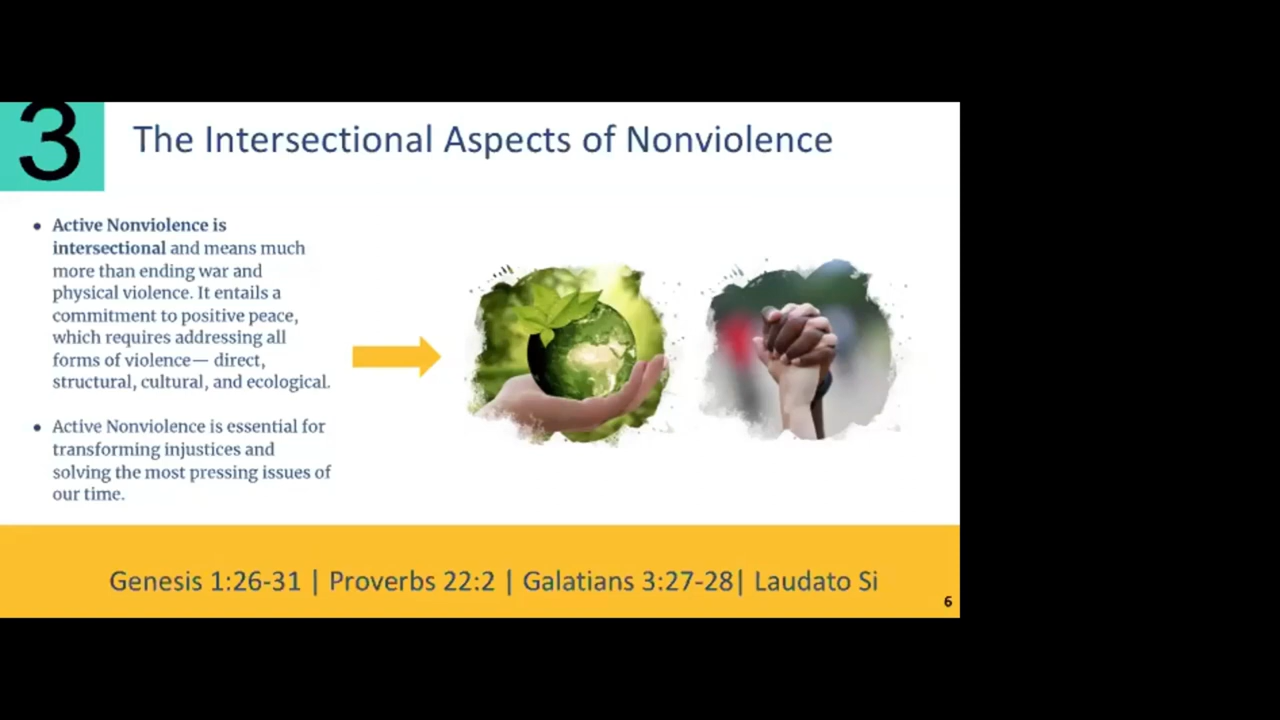 3
The Intersectional Aspects of Nonviolence
• Active Nonviolence is
intersectional and means much
more than ending war and
physical violence. It entails a
commitment to positive peace,
which requires addressing all
forms of violence— direct,
structural, cultural, and ecological.
• Active Nonviolence is essential for
transforming injustices and
solving the most pressing issues of
our time.
Genesis 1:26-31 | Proverbs 22:2 | Galatians 3:27-28| Laudato Si
6